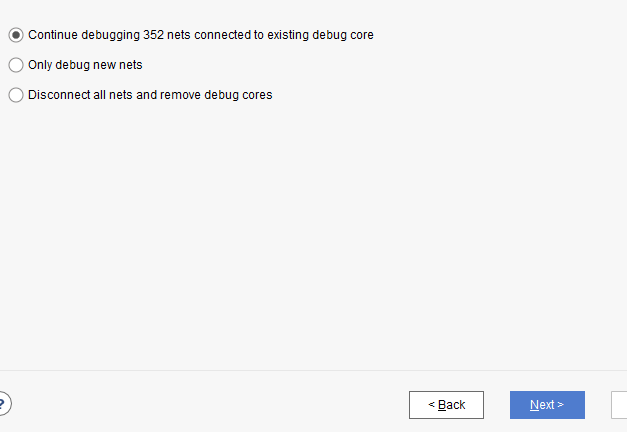 Continue debugging 352 nets connected to existing debug core
Only debug new nets
Disconnect all nets and remove debug cores
?
< Back
Next >